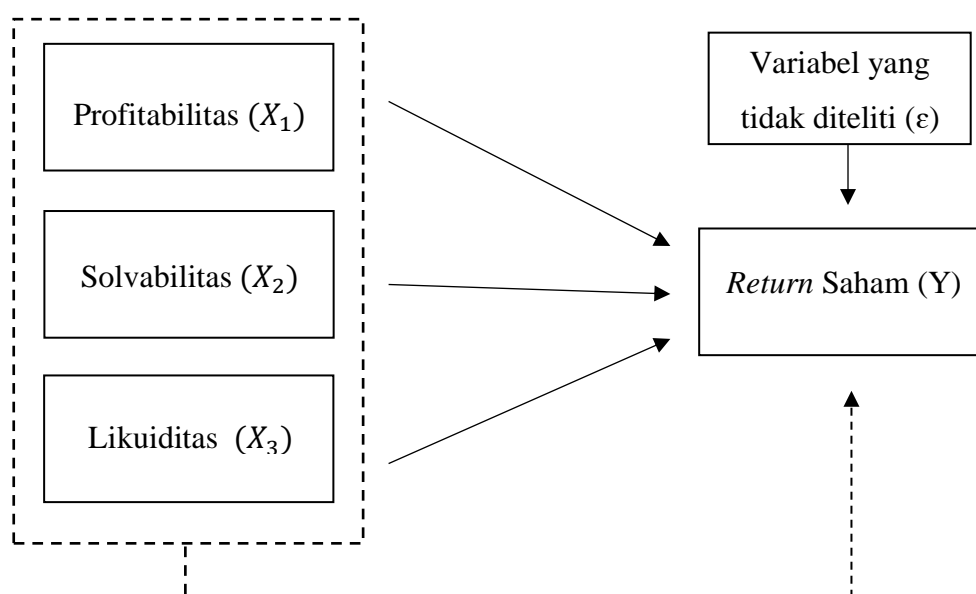 Profitabilitas (𝑋₁)
Variabel yang
tidak diteliti (ε)
Solvabilitas (𝑋₂)
Return Saham (Y)
Likuiditas (𝑋₃)